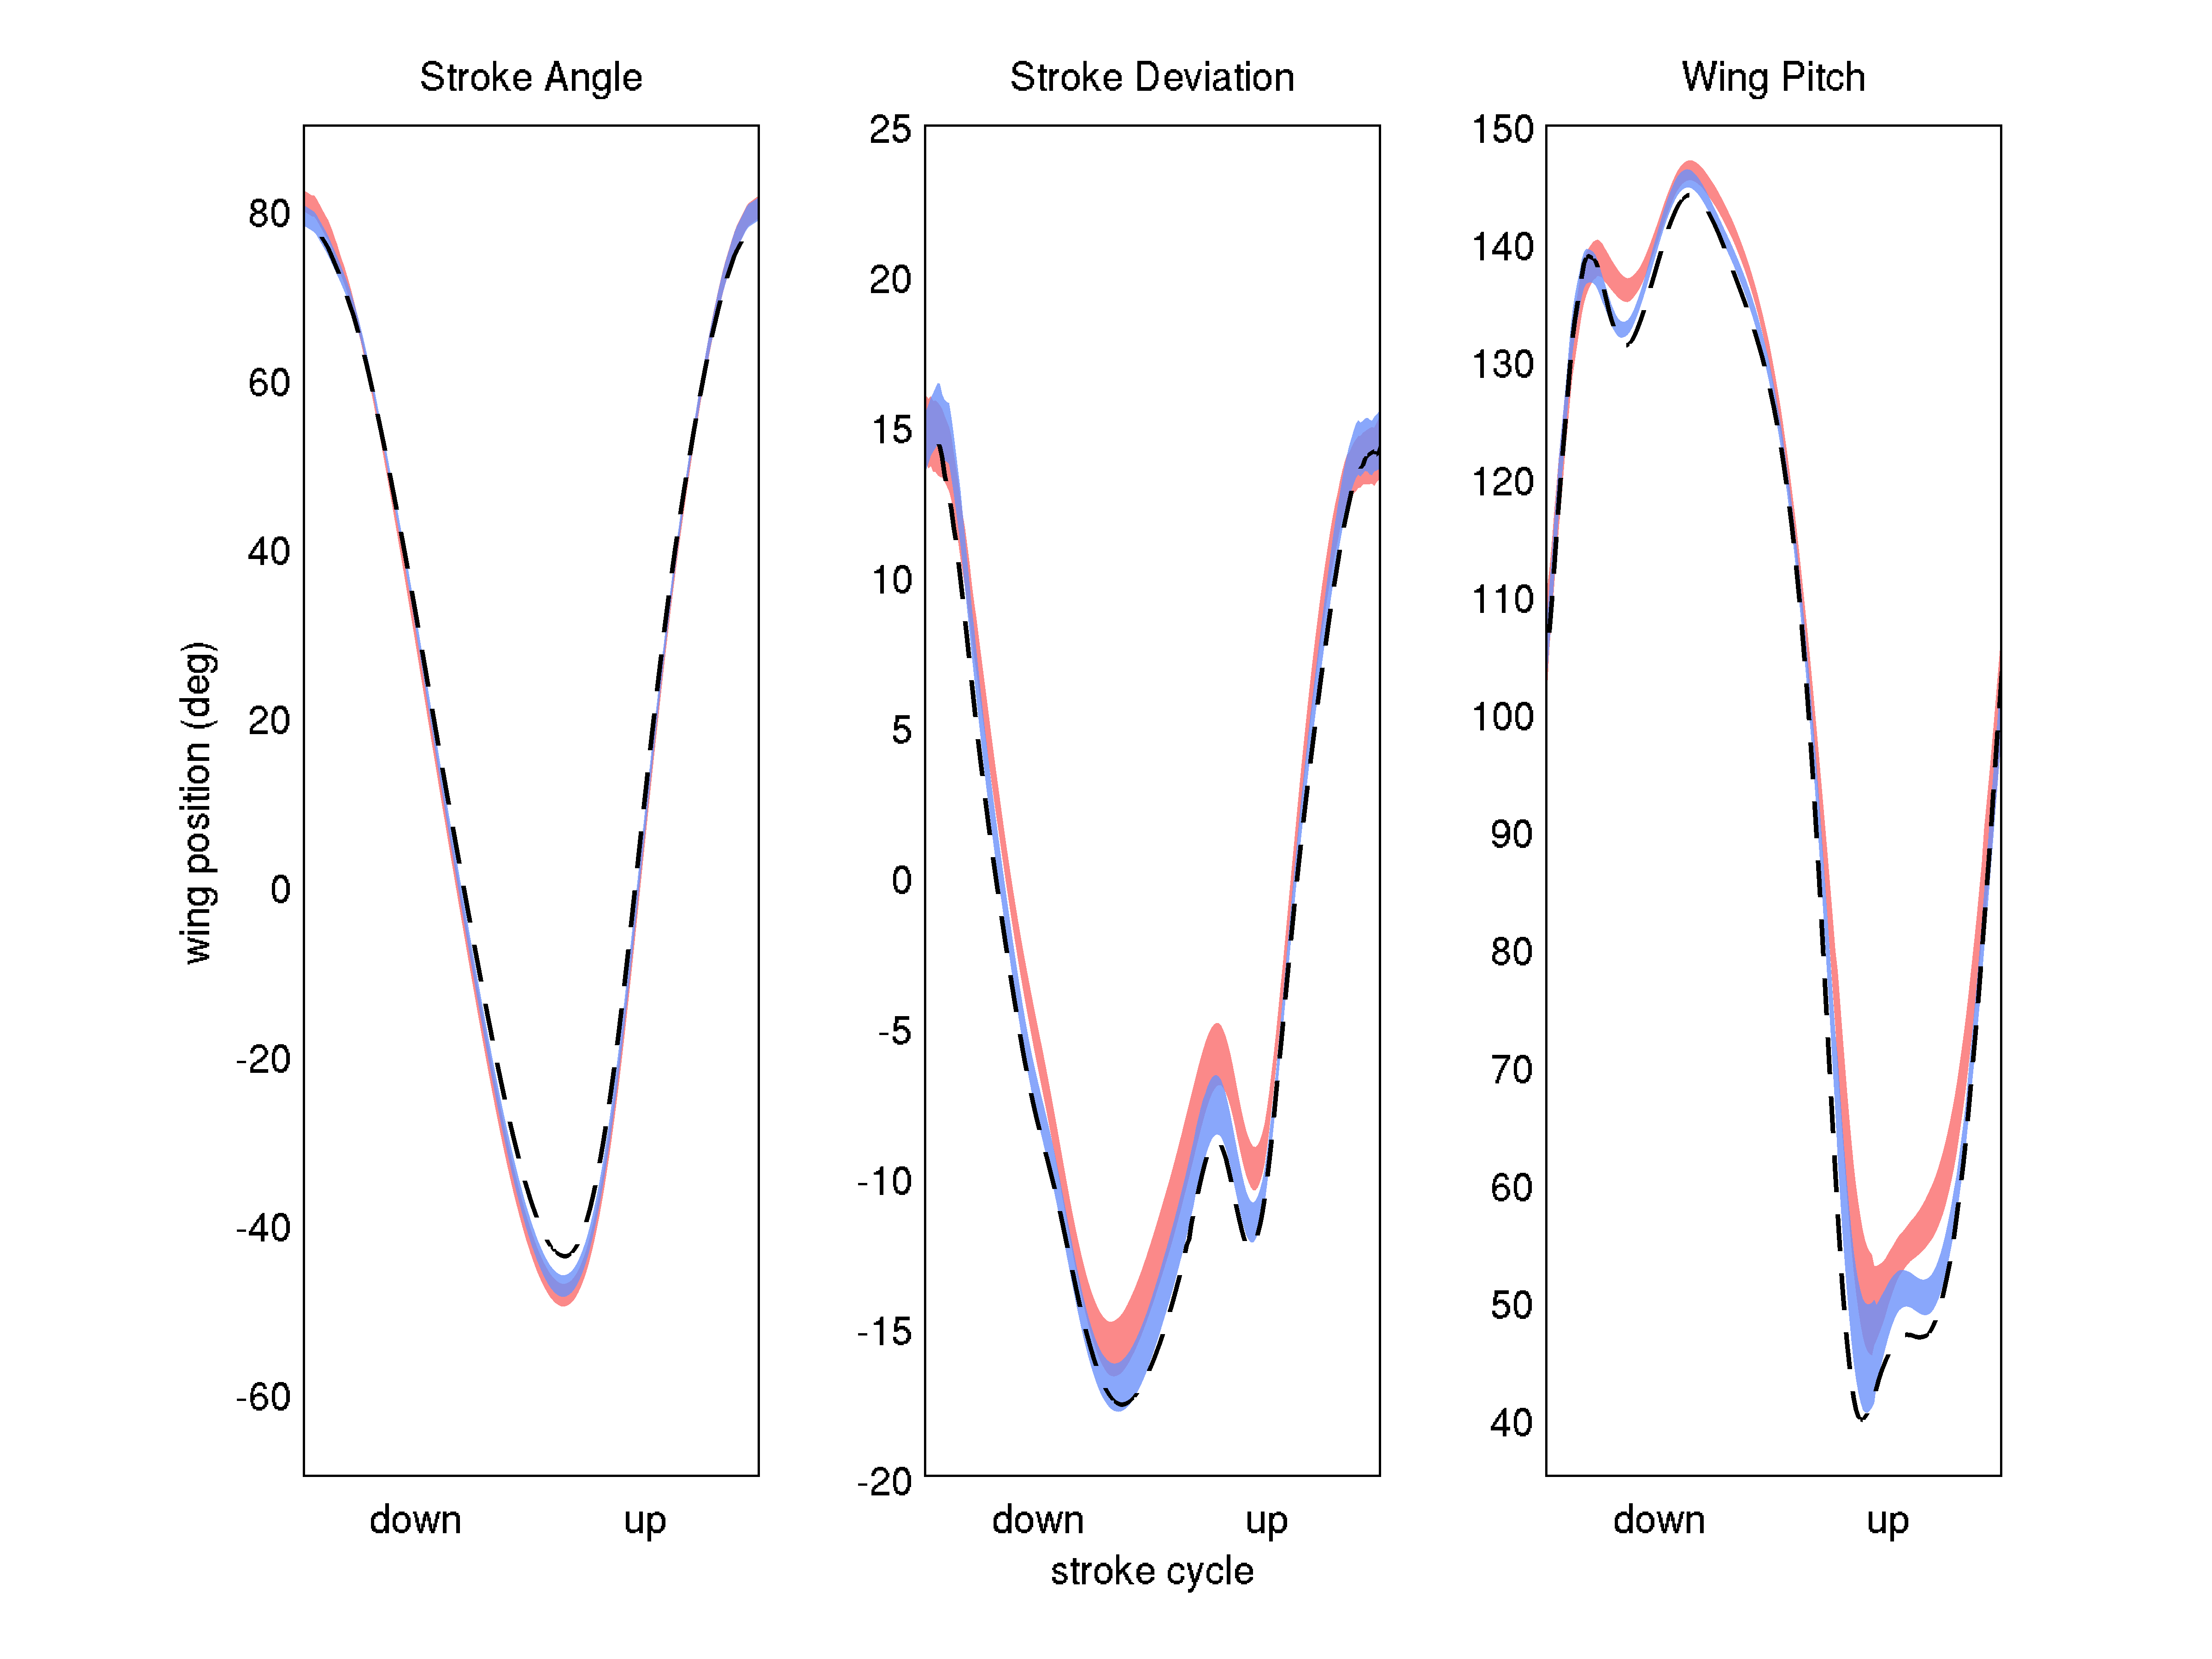 Stroke Angle
Stroke Deviation
Wing Pitch
wing position (deg)
80
60
40
20
0
-20
-40
-60
25
20
15
10
5
0
-5
-10
-15
-20
150
140
130
120
110
100
90
80
70
60
50
40
down
up
down
up
down
up
stroke cycle